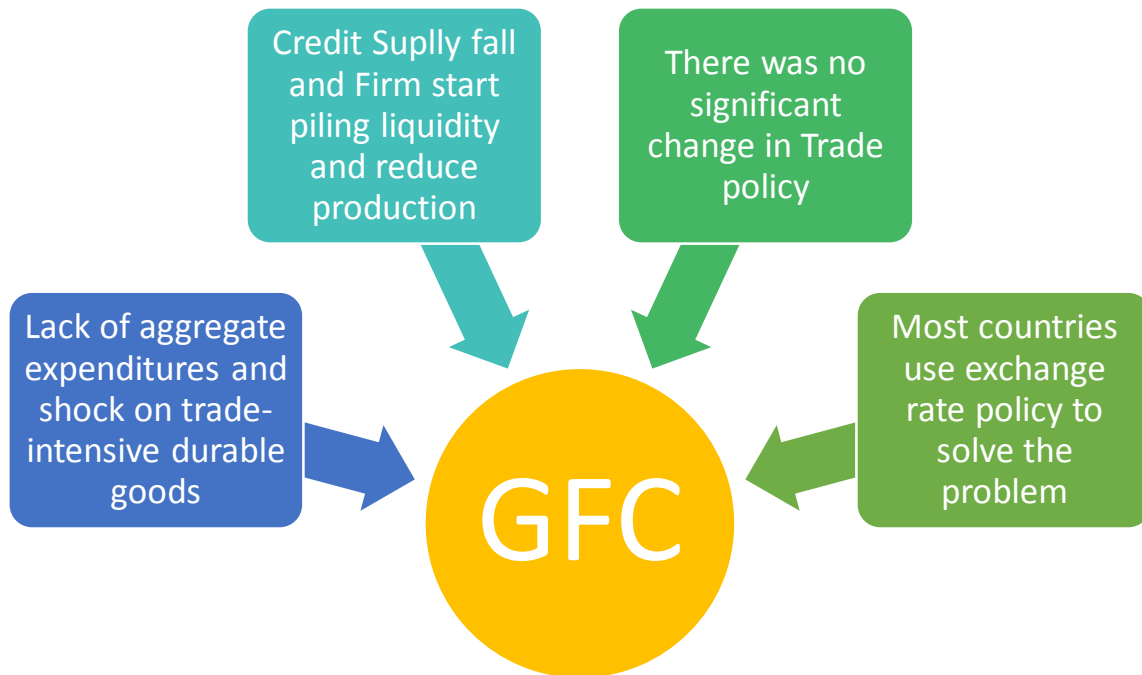 Credit Suplly fall
and Firm start
piling liquidity
and reduce
production
There was no
significant
change in Trade
policy
Lack of aggregate
expenditures and
shock on trade-
intensive durable
goods
Most countries
use exchange
rate policy to
solve the
problem
GFC